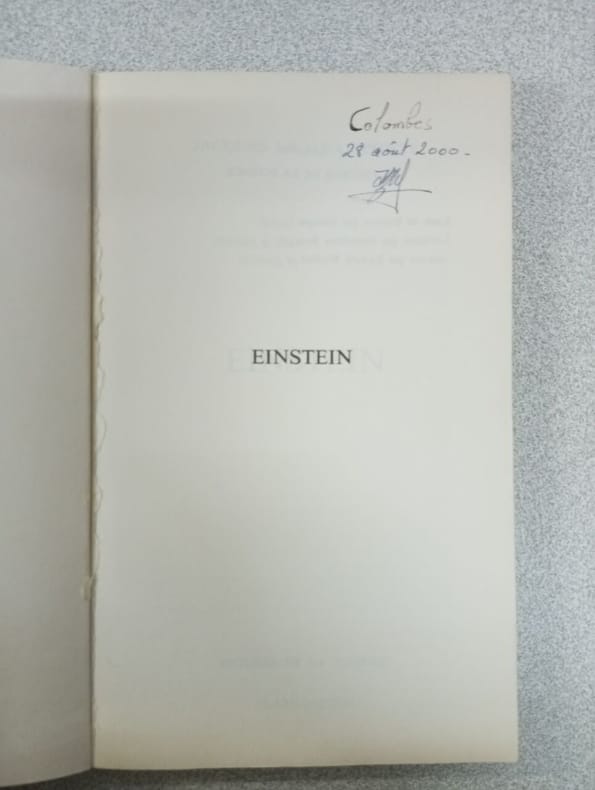 Colombes
28 août 2000.
EINSTEIN